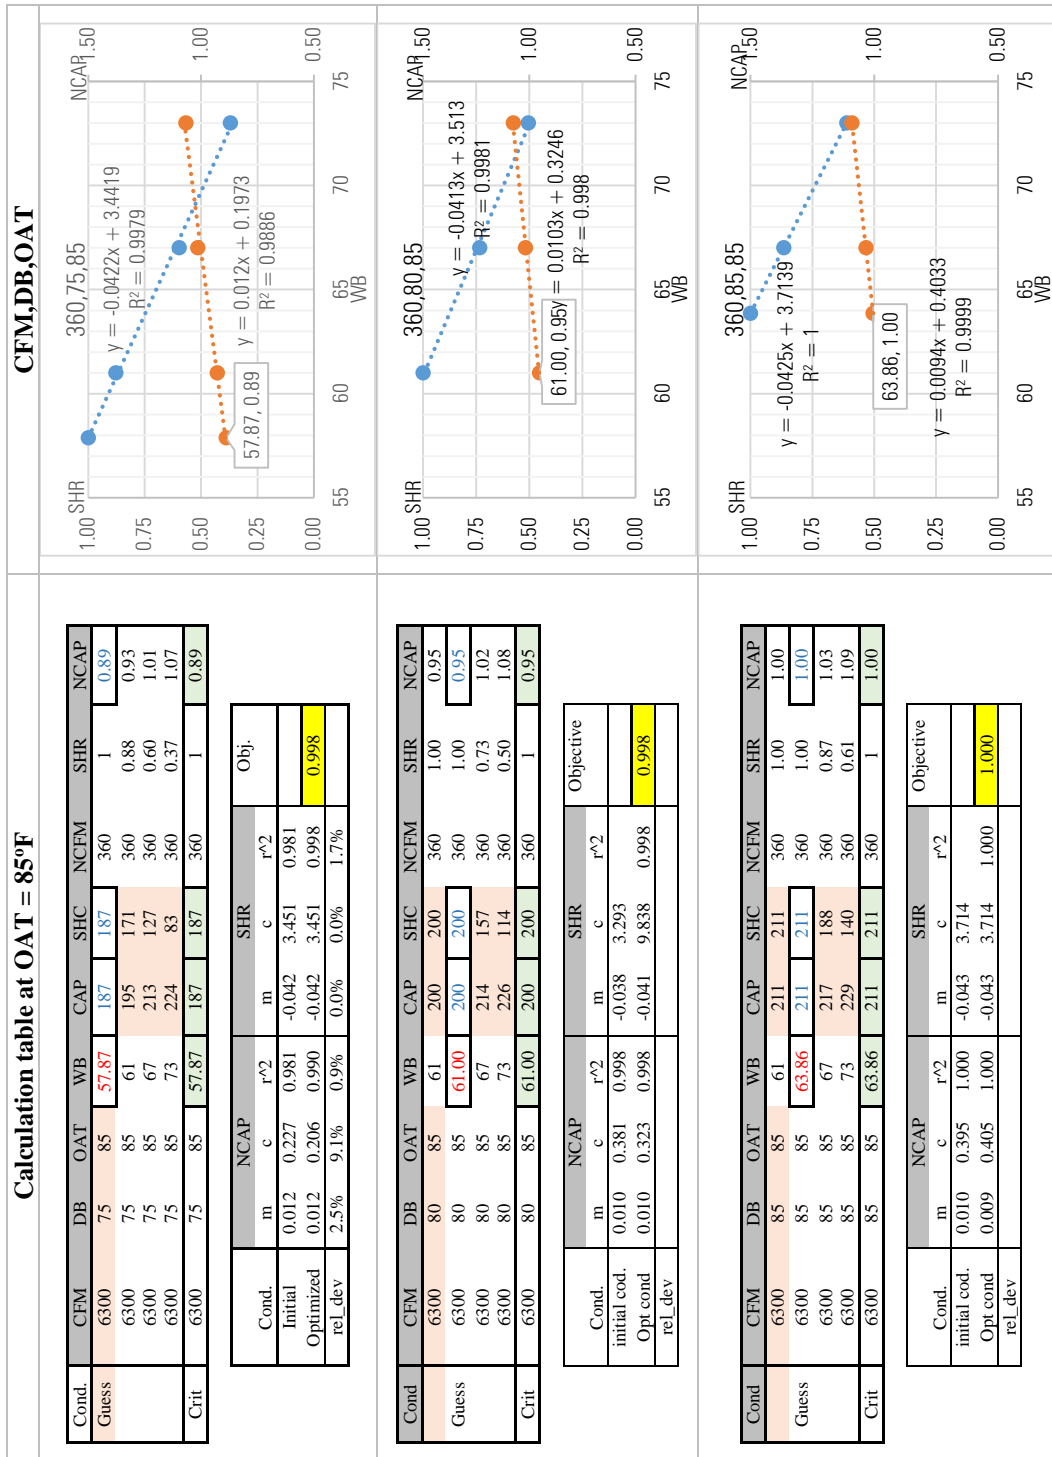 Calculation table at OAT = 85ºF
CFM,DB,OAT
Cond. CFM DB OAT WB CAP SHC NCFM SHR NCAP
Guess 6300 75 85 57.87 187 187 360 1 0.89
6300 75 85 61 195 171 360 0.88 0.93
6300 75 85 67 213 127 360 0.60 1.01
6300 75 85 73 224 83 360 0.37 1.07
Crit 6300 75 85 57.87 187 187 360 1 0.89
Cond. NCAP SHR Obj.
m c r^2 m c r^2
Initial 0.012 0.227 0.981 -0.042 3.451 0.981
Optimized 0.012 0.206 0.990 -0.042 3.451 0.998 0.998
rel_dev 2.5% 9.1% 0.9% 0.0% 0.0% 1.7%
SHR 360,75,85 NCAP
1.00 1.50
0.75
0.50 1.00
0.25
0.00 0.50
y = -0.0422x + 3.4419
R² = 0.9979
y = 0.012x + 0.1973
R² = 0.9886
57.87, 0.89
55 60 65 70 75
WB
Cond CFM DB OAT WB CAP SHC NCFM SHR NCAP
6300 80 85 61 200 200 360 1.00 0.95
Guess 6300 80 85 61.00 200 200 360 1.00 0.95
6300 80 85 67 214 157 360 0.73 1.02
6300 80 85 73 226 114 360 0.50 1.08
Crit 6300 80 85 61.00 200 200 360 1 0.95
Cond. NCAP SHR Objective
m c r^2 m c r^2
initial cod. 0.010 0.381 0.998 -0.038 3.293
Opt cond 0.010 0.323 0.998 -0.041 9.838 0.998 0.998
rel_dev
SHR 360,80,85 NCAP
1.00 1.50
0.75
0.50 1.00
0.25
0.00 0.50
y = -0.0413x + 3.513
R² = 0.9981
61.00, 0.95
y = 0.0103x + 0.3246
R² = 0.998
55 60 65 70 75
WB
Cond CFM DB OAT WB CAP SHC NCFM SHR NCAP
6300 85 85 61 211 211 360 1.00 1.00
Guess 6300 85 85 63.86 211 211 360 1.00 1.00
6300 85 85 67 217 188 360 0.87 1.03
6300 85 85 73 229 140 360 0.61 1.09
Crit 6300 85 85 63.86 211 211 360 1 1.00
Cond. NCAP SHR Objective
m c r^2 m c r^2
initial cod. 0.010 0.395 1.000 -0.043 3.714
Opt cond 0.009 0.405 1.000 -0.043 3.714 1.000 1.000
rel_dev
SHR 360,85,85 NCAP
1.00 1.50
0.75
0.50 1.00
0.25
0.00 0.50
y = -0.0425x + 3.7139
R² = 1
63.86, 1.00
y = 0.0094x + 0.4033
R² = 0.9999
55 60 65 70 75
WB